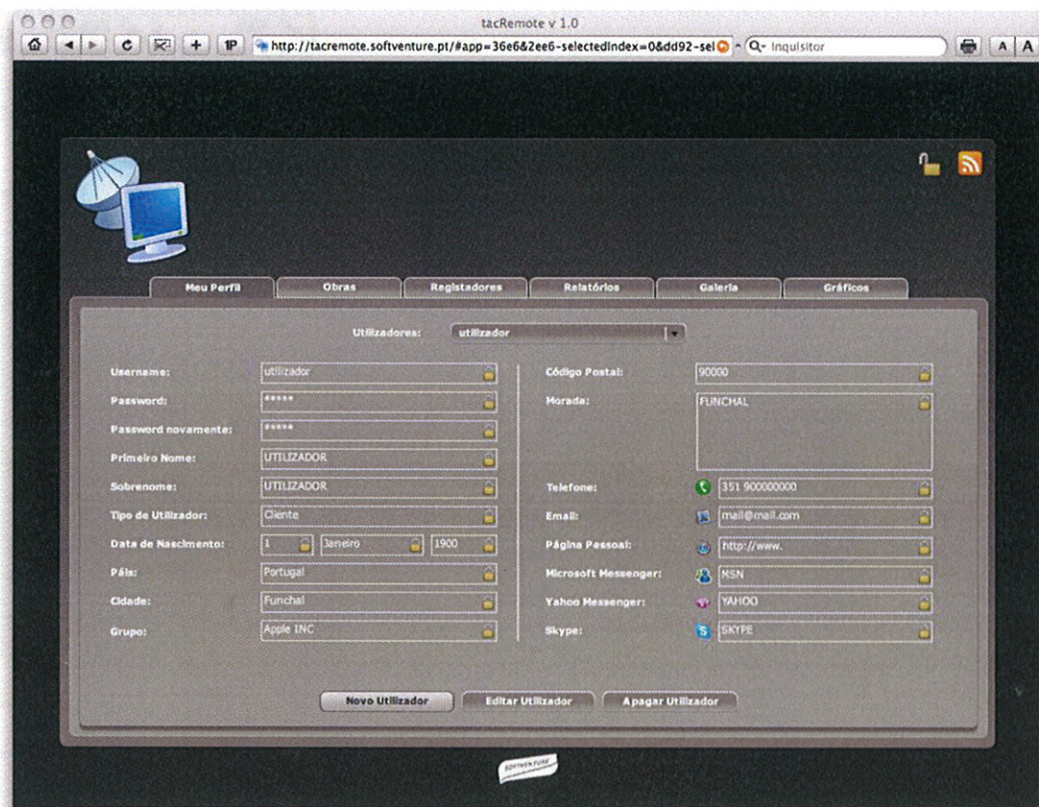 tacRemote v 1.0
1P http://tacremote.softventure.pt/#app=36e6&2ee6-selectedIndex=0&dd92-sel Inquisitor A A
Meu Perfil Obras Registadores Relatórios Galeria Gráficos
Utilizadores: utilizador
Username: utilizador
Password: *****
Password novamente: *****
Primeiro Nome: UTILIZADOR
Sobrenome: UTILIZADOR
Tipo de Utilizador: Cliente
Data de Nascimento: 1 Janeiro 1900
Páis: Portugal
Cidade: Funchal
Grupo: Apple INC
Código Postal: 90000
Morada: FUNCHAL
Telefone: 351 900000000
Email: mail@mail.com
Página Pessoal: http://www.
Microsoft Messenger: MSN
Yahoo Messenger: YAHOO
Skype: S SKYPE
Novo Utilizador Editar Utilizador Apagar Utilizador
SOFTVENTURE